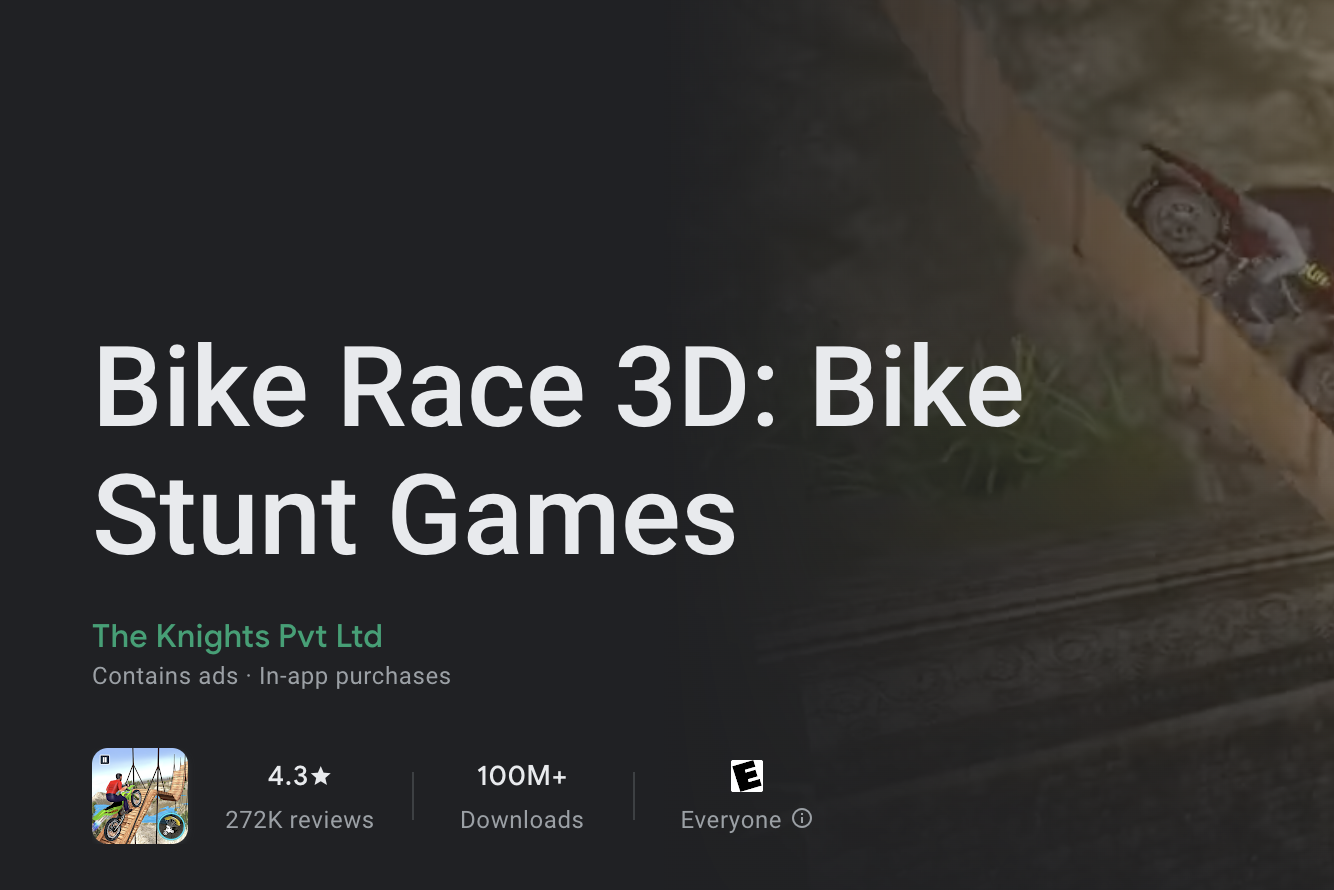 Bike Race 3D: Bike
Stunt Games
The Knights Pvt Ltd
Contains ads · In-app purchases
4.3★
272K reviews
100M+
Downloads
E
Everyone